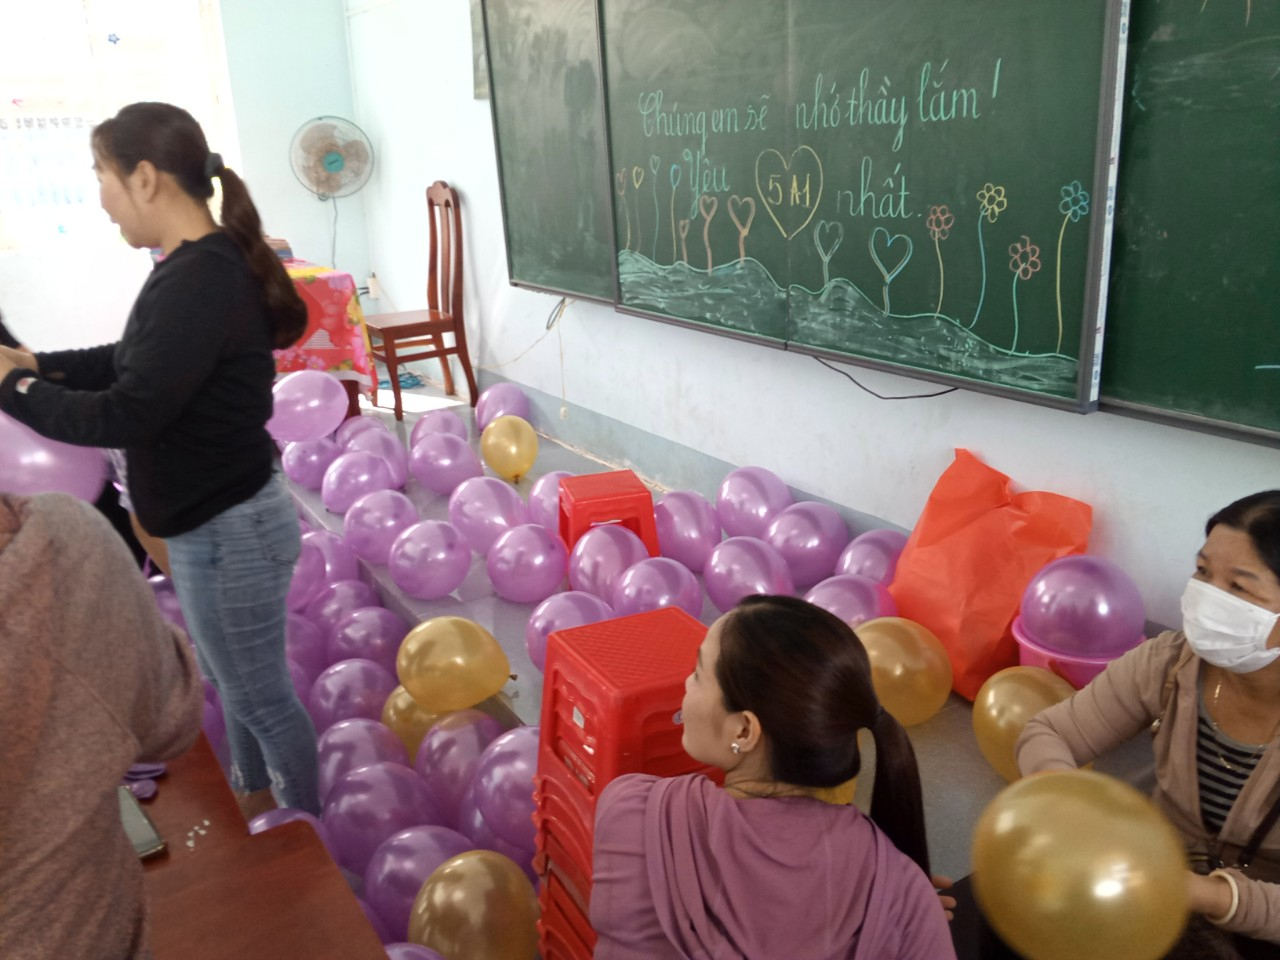 Chúng em sẽ nhớ thầy lắm!
Yêu 5A1 nhất.